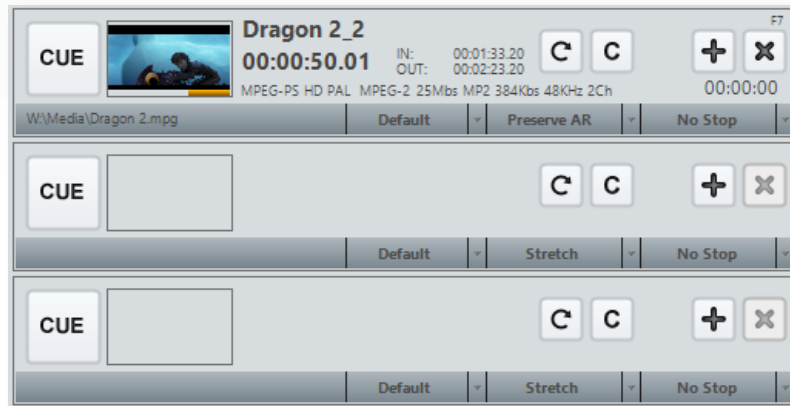 F7
CUE
Dragon 2_2
00:00:50.01
IN: 00:01:33.20
OUT: 00:02:23.20
C
00:00:00
MPEG-PS HD PAL MPEG-2 25Mbs MP2 384Kbs 48KHz 2Ch
W:\Media\Dragon 2.mpg Default Preserve AR No Stop
CUE
C
Default Stretch No Stop
CUE
C
Default Stretch No Stop